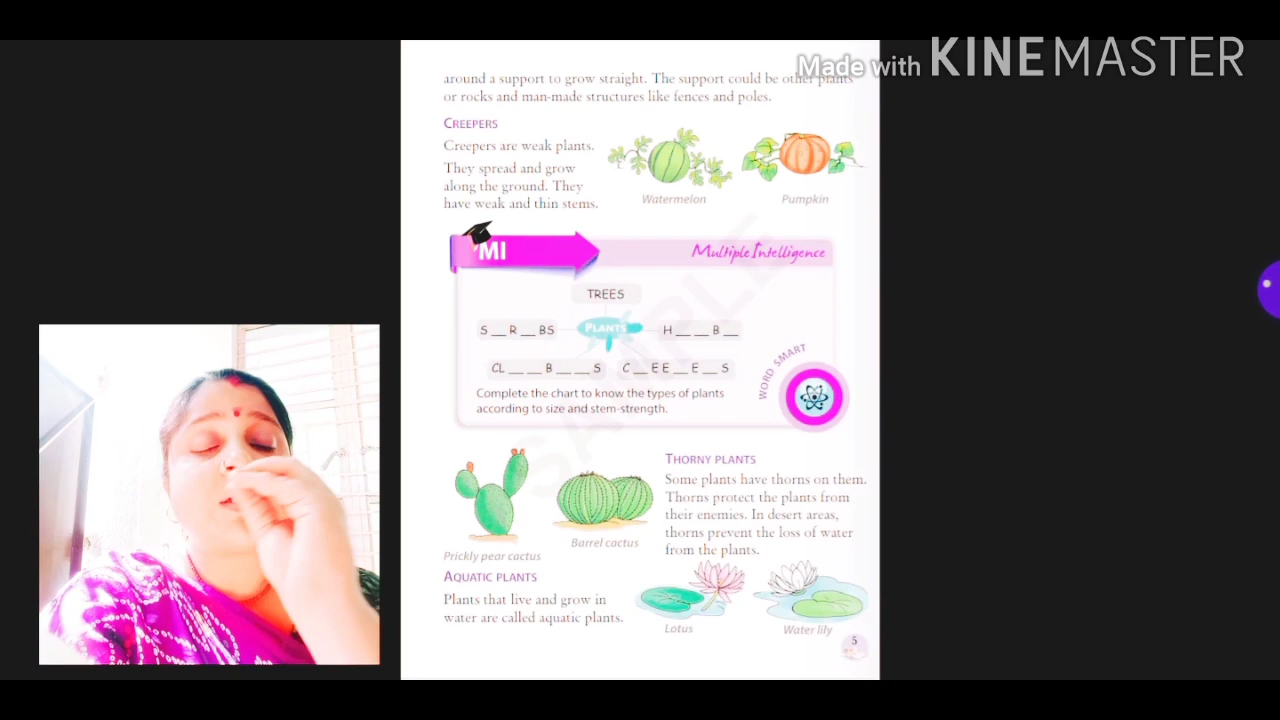 Made with KINEMASTER
around a support to grow straight. The support could be other plants
or rocks and man-made structures like fences and poles.
CREEPERS
Creepers are weak plants.
They spread and grow
along the ground. They
have weak and thin stems.
Watermelon
Pumpkin
MI
Multiple Intelligence
TREES
S __ R __ BS
PLANTS
H __ __ B __
CL __ __ B __ __ S
C __ EE __ E __ S
WORD SMART
Complete the chart to know the types of plants
according to size and stem-strength.
SAMPLE
Prickly pear cactus
Barrel cactus
THORNY PLANTS
Some plants have thorns on them.
Thorns protect the plants from
their enemies. In desert areas,
thorns prevent the loss of water
from the plants.
AQUATIC PLANTS
Plants that live and grow in
water are called aquatic plants.
Lotus
Water lily
5